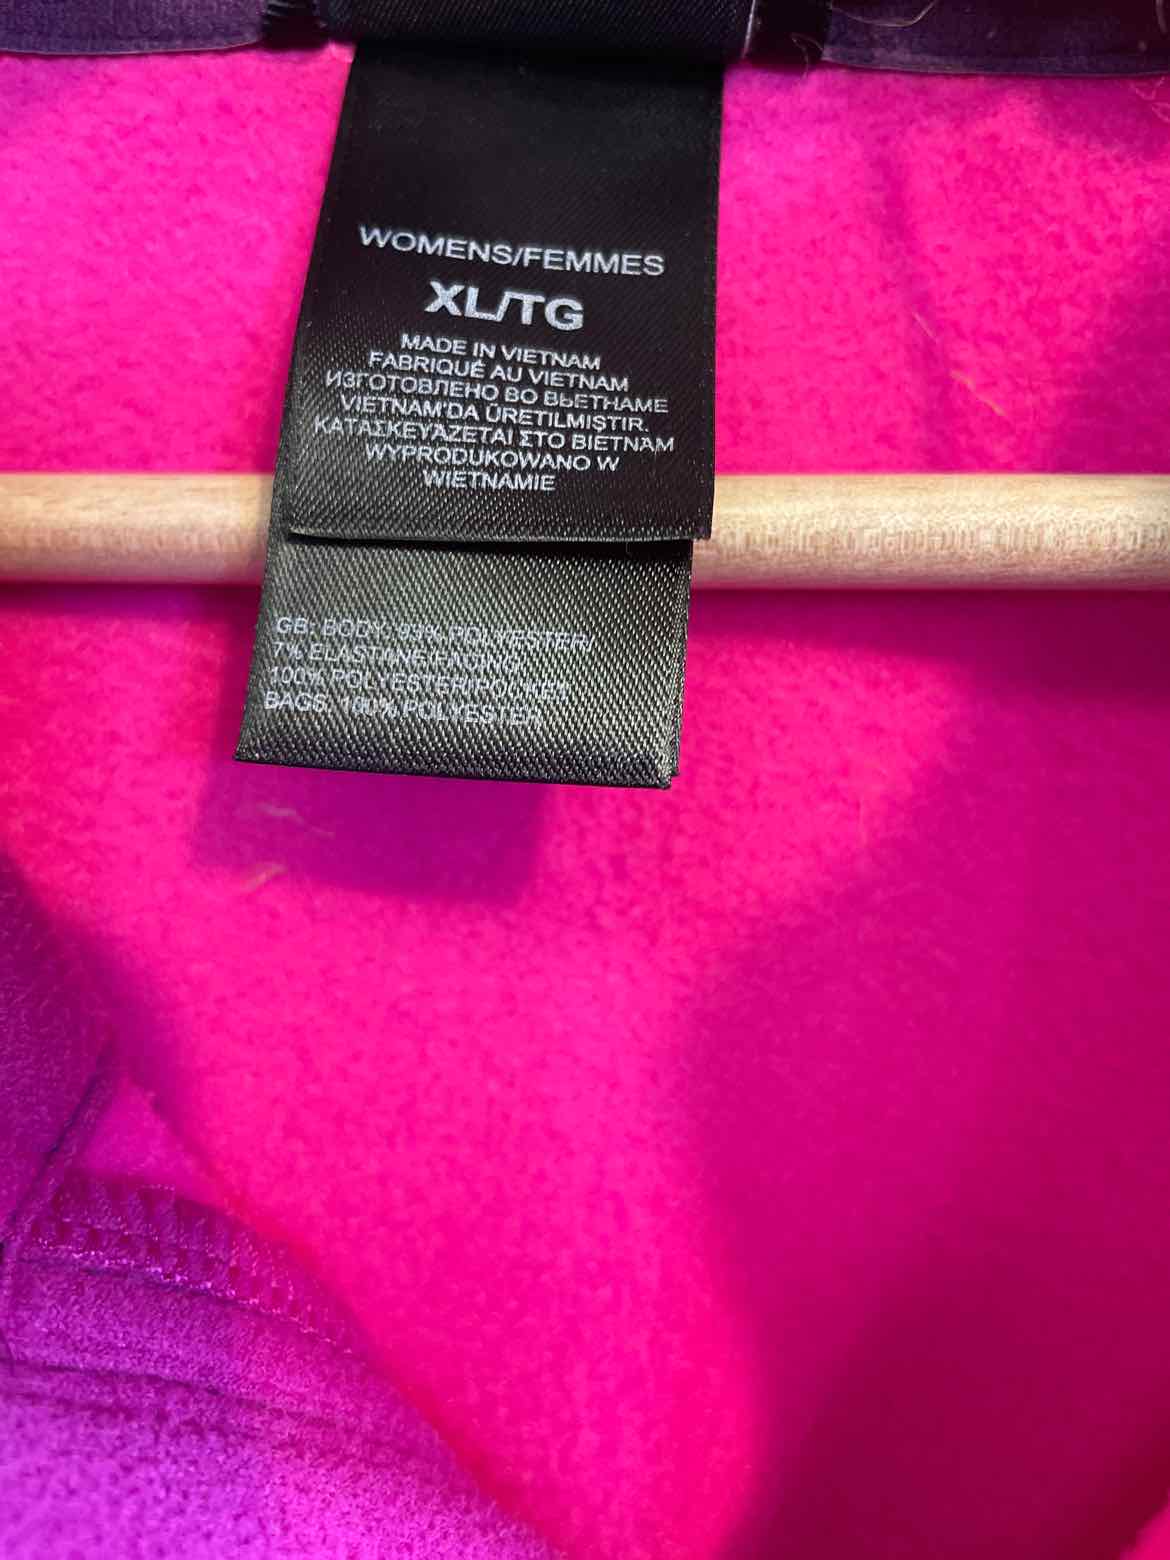 WOMENS/FEMMES
XL/TG
MADE IN VIETNAM
FABRIQUÉ AU VIETNAM
ИЗГОТОВЛЕНО ВО ВЬЕТНАМЕ
VIETNAM'DA ÜRETILMIŞTIR.
ΚΑΤΑΣΚΕΥΑΖΕΤΑΙ ΣΤΟ ΒΙΕΤΝΑΜ
WYPRODUKOWANO W
WIETNAMIE
GB: BODY: 93% POLYESTER/
7% ELASTANE/FACING:
100% POLYESTER/POCKET
BAGS: 100% POLYESTER